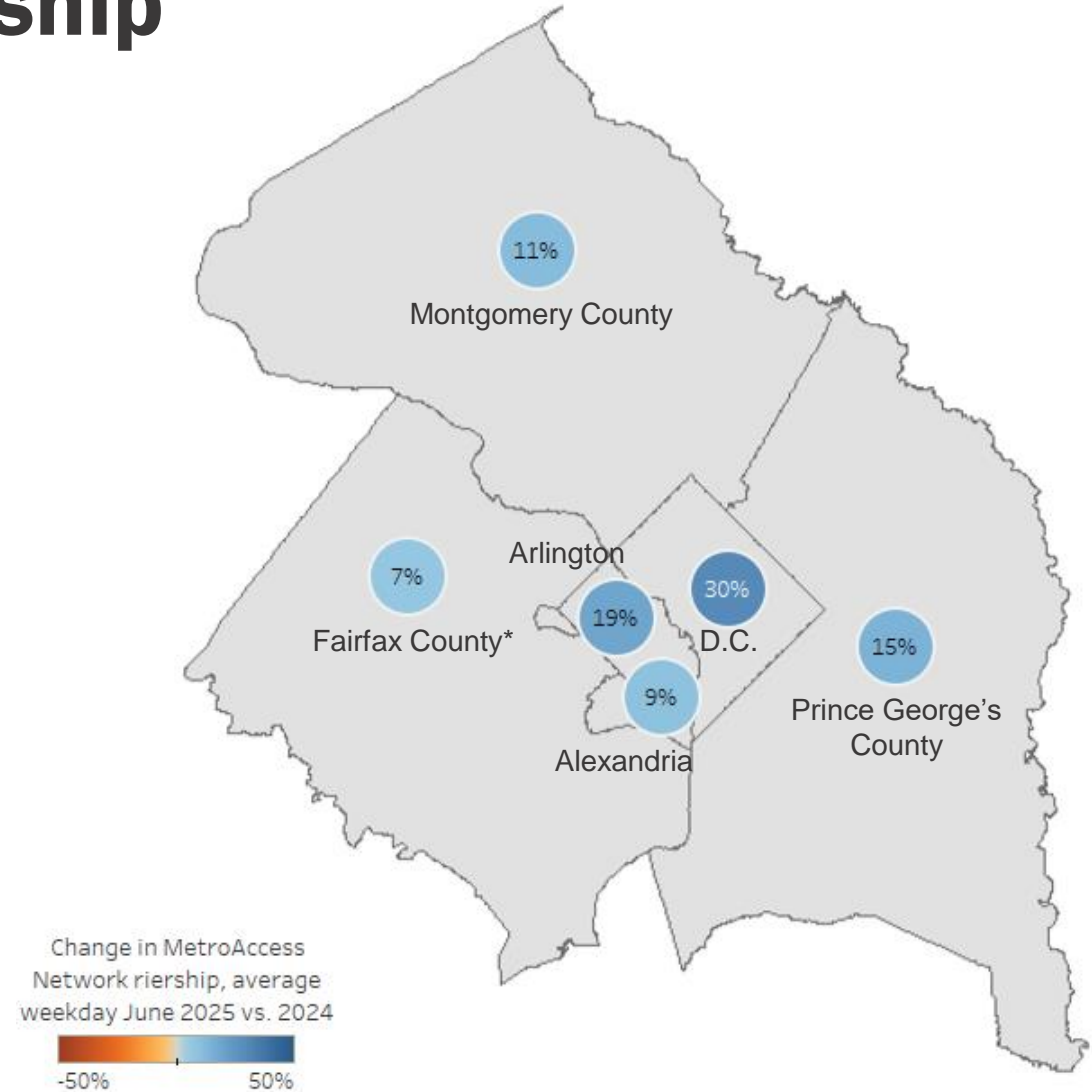 ship
11%
Montgomery County
Arlington
7%
30%
19%
Fairfax County*
D.C.
15%
9%
Prince George’s
County
Alexandria
Change in MetroAccess
Network riership, average
weekday June 2025 vs. 2024
-50%
50%